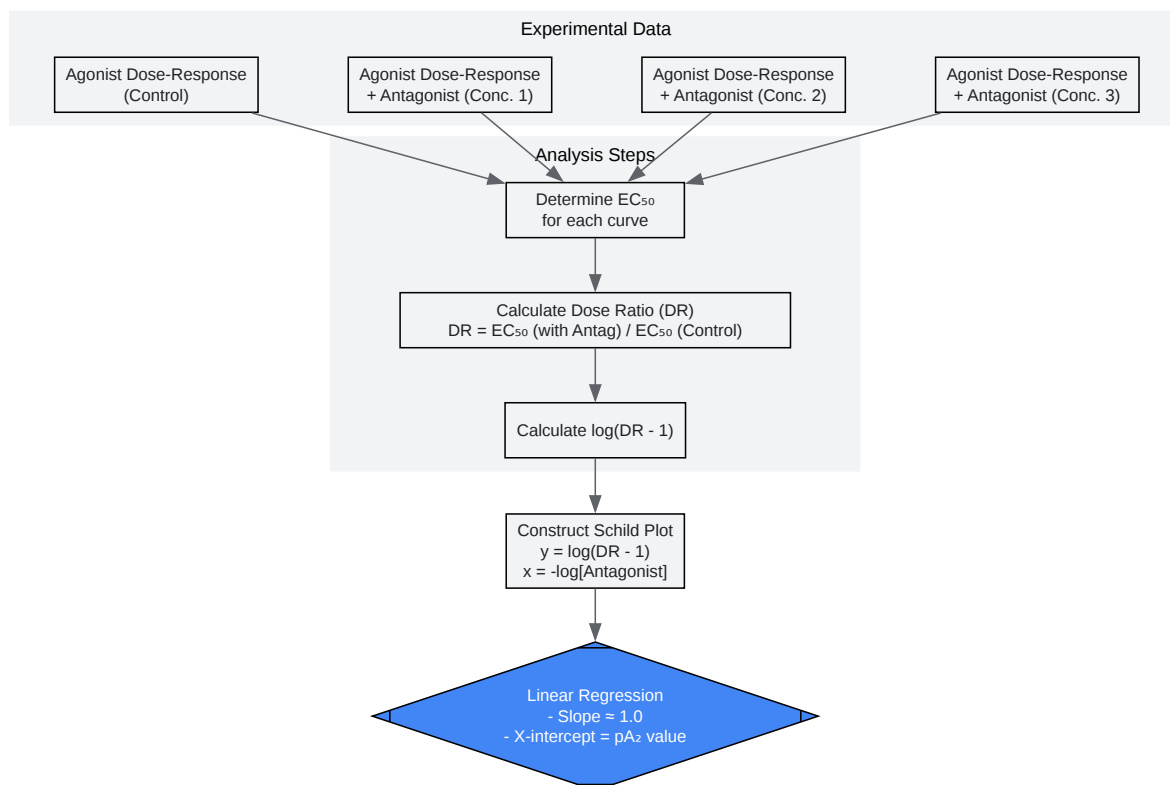 Experimental Data
Agonist Dose-Response
(Control)
Agonist Dose-Response
+ Antagonist (Conc. 1)
Agonist Dose-Response
+ Antagonist (Conc. 2)
Agonist Dose-Response
+ Antagonist (Conc. 3)
Analysis Steps
Determine EC₅₀
for each curve
Calculate Dose Ratio (DR)
DR = EC₅₀ (with Antag) / EC₅₀ (Control)
Calculate log(DR - 1)
Construct Schild Plot
y = log(DR - 1)
x = -log[Antagonist]
Linear Regression
- Slope ≈ 1.0
- X-intercept = pA₂ value